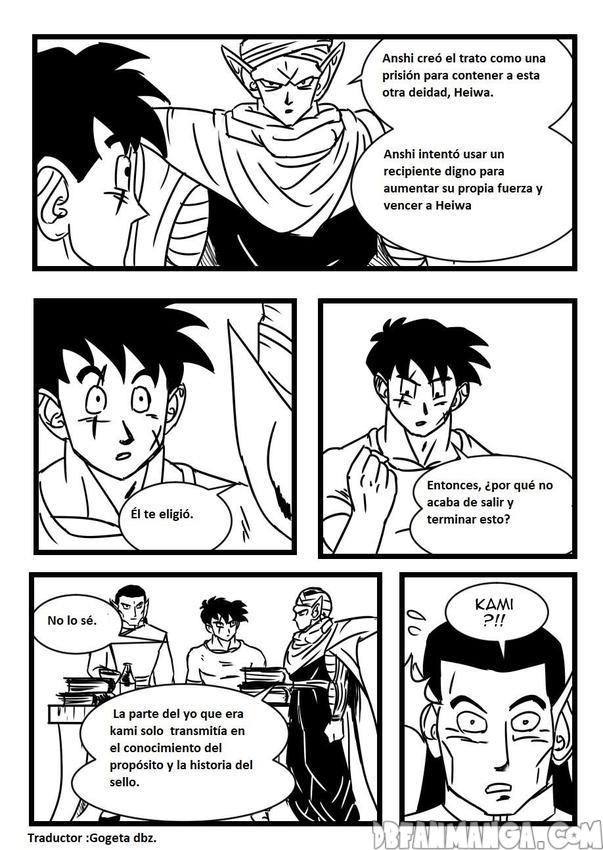 Anshi creó el trato como una
prisión para contener a esta
otra deidad, Heiwa.
Anshi intentó usar un
recipiente digno para
aumentar su propia fuerza y
vencer a Heiwa
Él te eligió.
Entonces, ¿por qué no
acaba de salir y
terminar esto?
No lo sé.
La parte del yo que era
kami solo transmitía en
el conocimiento del
propósito y la historia del
sello.
KAMI
?!!
Traductor :Gogeta dbz.
DBFANMANGA.COM